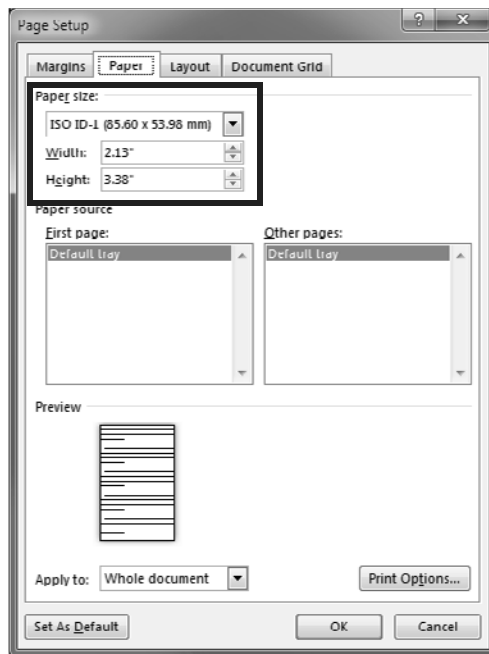 Page Setup
Margins Paper Layout Document Grid
Paper size:
ISO ID-1 (85.60 x 53.98 mm)
Width: 2.13"
Height: 3.38"
Paper source
First page: Other pages:
Default tray Default tray
Preview
Apply to: Whole document Print Options...
Set As Default OK Cancel